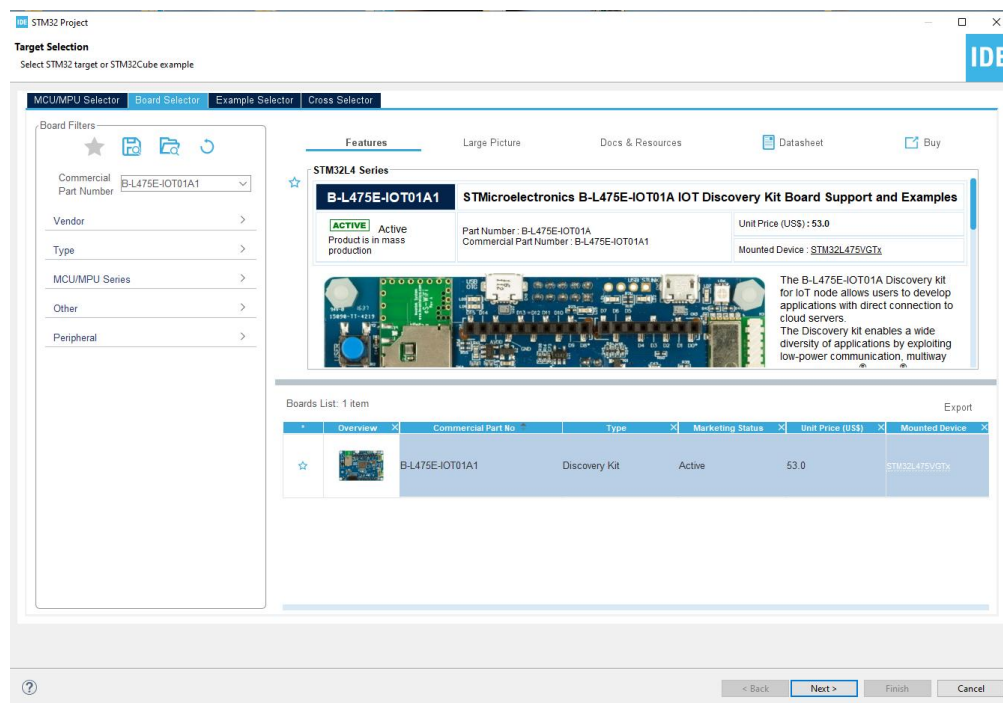 IDE STM32 Project
Target Selection
Select STM32 target or STM32Cube example
IDE
MCU/MPU Selector Board Selector Example Selector Cross Selector
Board Filters
Commercial
Part Number
B-L475E-IOT01A1
Vendor
Type
MCU/MPU Series
Other
Peripheral
Features Large Picture Docs & Resources Datasheet Buy
STM32L4 Series
B-L475E-IOT01A1 STMicroelectronics B-L475E-IOT01A IOT Discovery Kit Board Support and Examples
ACTIVE Active
Product is in mass
production
Part Number : B-L475E-IOT01A
Commercial Part Number : B-L475E-IOT01A1
Unit Price (US$) : 53.0
Mounted Device : STM32L475VGTx
USB
OTG
USB STLINK
The B-L475E-IOT01A Discovery kit
for IoT node allows users to develop
applications with direct connection to
cloud servers.
The Discovery kit enables a wide
diversity of applications by exploiting
low-power communication, multiway
Boards List: 1 item
Export
* Overview Commercial Part No Type Marketing Status Unit Price (US$) Mounted Device
B-L475E-IOT01A1 Discovery Kit Active 53.0 STM32L475VGTx
? < Back Next > Finish Cancel